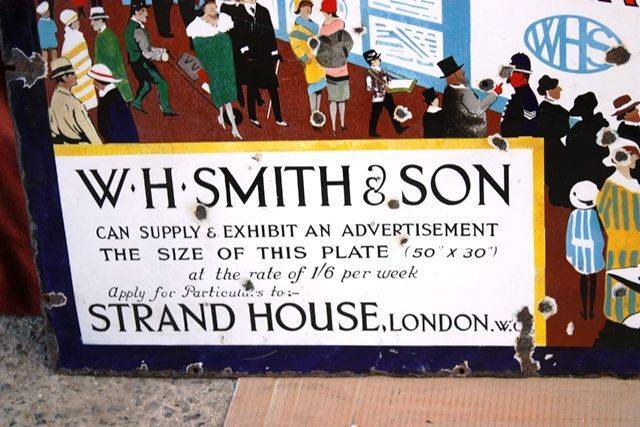 WHS
W·H·SMITH & SON
CAN SUPPLY & EXHIBIT AN ADVERTISEMENT
THE SIZE OF THIS PLATE (50" X 30")
at the rate of 1/6 per week
Apply for Particulars to:-
STRAND HOUSE, LONDON. W.C.